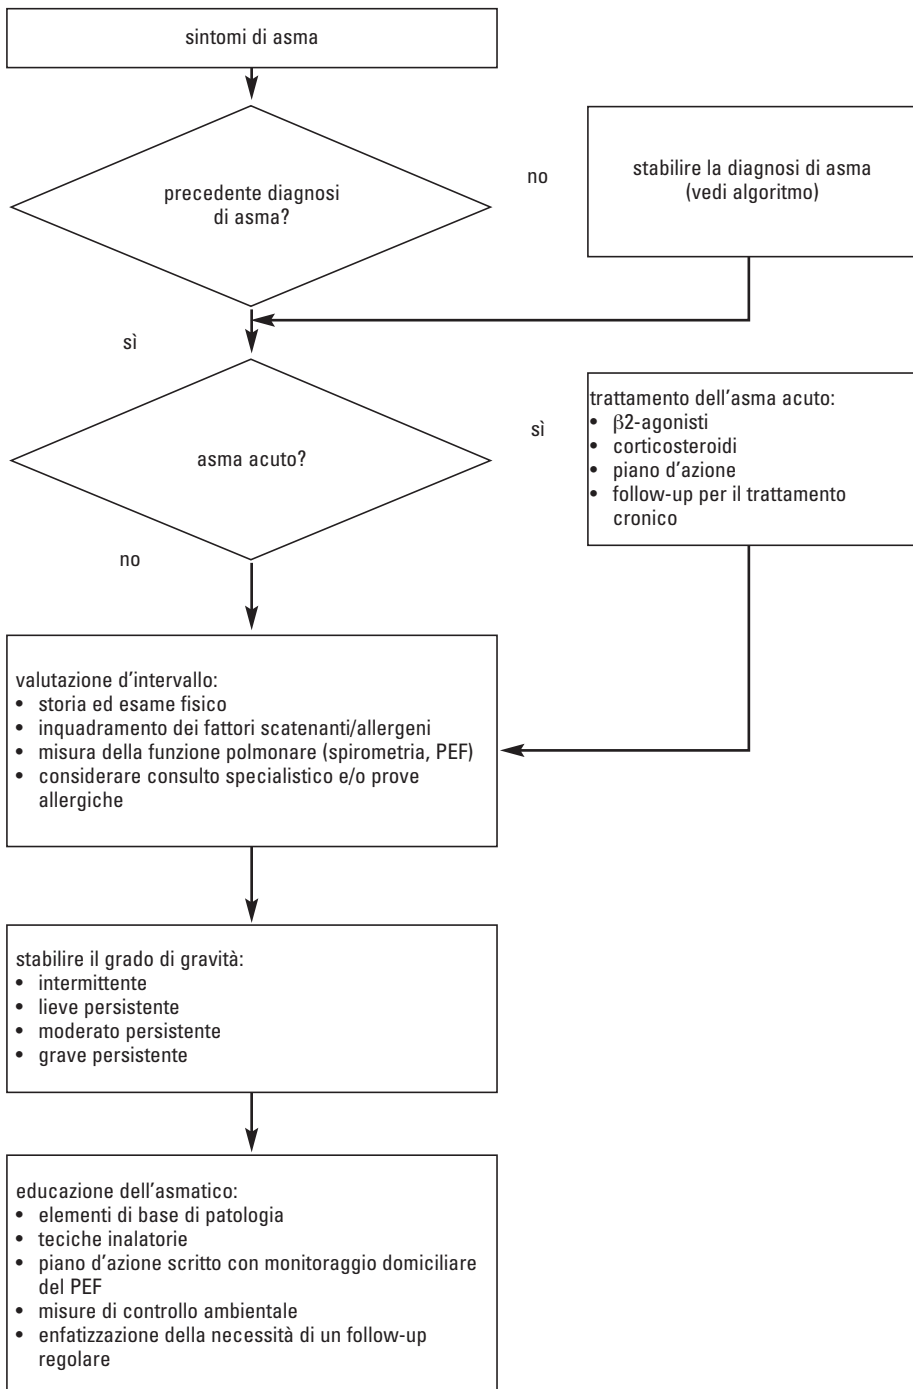 sintomi di asma
precedente diagnosi
di asma?
no
stabilire la diagnosi di asma
(vedi algoritmo)
sì
asma acuto?
sì
trattamento dell'asma acuto:
• β2-agonisti
• corticosteroidi
• piano d'azione
• follow-up per il trattamento
cronico
no
valutazione d'intervallo:
• storia ed esame fisico
• inquadramento dei fattori scatenanti/allergeni
• misura della funzione polmonare (spirometria, PEF)
• considerare consulto specialistico e/o prove
allergiche
stabilire il grado di gravità:
• intermittente
• lieve persistente
• moderato persistente
• grave persistente
educazione dell'asmatico:
• elementi di base di patologia
• teciche inalatorie
• piano d'azione scritto con monitoraggio domiciliare
del PEF
• misure di controllo ambientale
• enfatizzazione della necessità di un follow-up
regolare